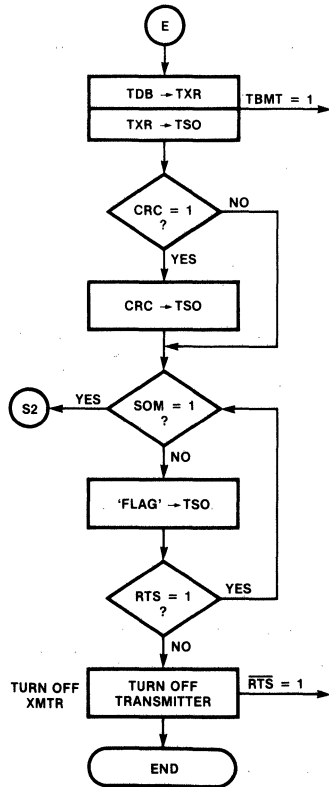 E
TDB → TXR
TBMT = 1
TXR → TSO
CRC = 1
?
NO
YES
CRC → TSO
S2
YES
SOM = 1
?
NO
'FLAG' → TSO
RTS = 1
?
YES
NO
TURN OFF
XMTR
TURN OFF
TRANSMITTER
R̅T̅S̅ = 1
END